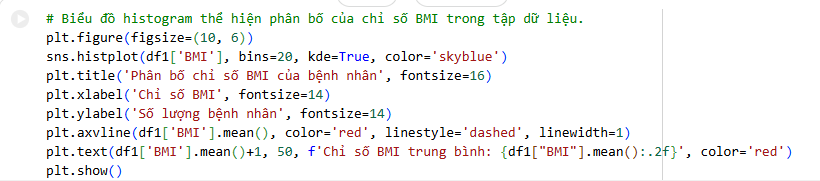 # Biểu đồ histogram thể hiện phân bố của chỉ số BMI trong tập dữ liệu.
plt.figure(figsize=(10, 6))
sns.histplot(df1['BMI'], bins=20, kde=True, color='skyblue')
plt.title('Phân bố chỉ số BMI của bệnh nhân', fontsize=16)
plt.xlabel('Chỉ số BMI', fontsize=14)
plt.ylabel('Số lượng bệnh nhân', fontsize=14)
plt.axvline(df1['BMI'].mean(), color='red', linestyle='dashed', linewidth=1)
plt.text(df1['BMI'].mean()+1, 50, f'Chỉ số BMI trung bình: {df1["BMI"].mean():.2f}', color='red')
plt.show()